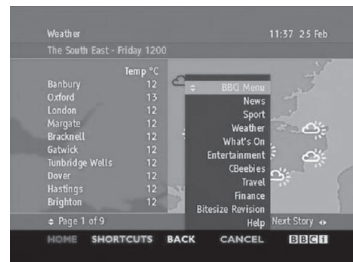 Weather 11:37 25 Feb
The South East - Friday 1200
Temp °C
Banbury 12
Oxford 13
London 12
Margate 12
Bracknell 12
Gatwick 12
Tunbridge Wells 12
Dover 12
Hastings 12
Brighton 12
Page 1 of 9
BBC Menu
News
Sport
Weather
What's On
Entertainment
CBeebies
Travel
Finance
Bitesize Revision
Help
Next Story
HOME SHORTCUTS BACK CANCEL BBCi